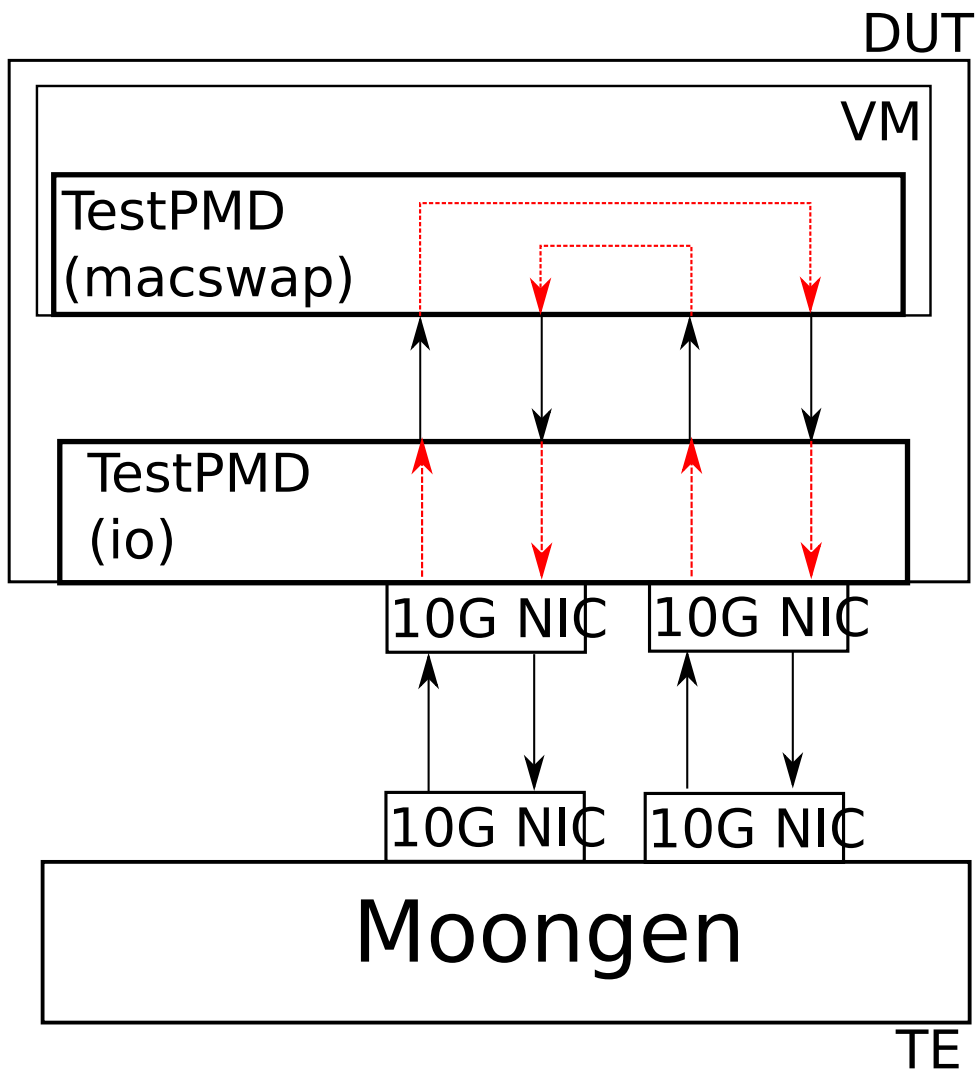 DUT
VM
TestPMD
(macswap)
TestPMD
(io)
10G NIC
10G NIC
10G NIC
10G NIC
Moongen
TE